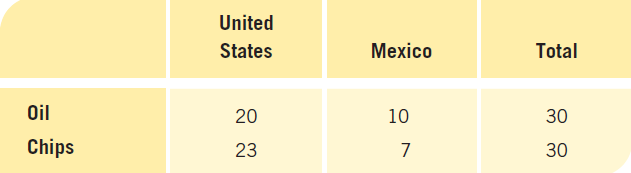 United
States Mexico Total
Oil 20 10 30
Chips 23 7 30